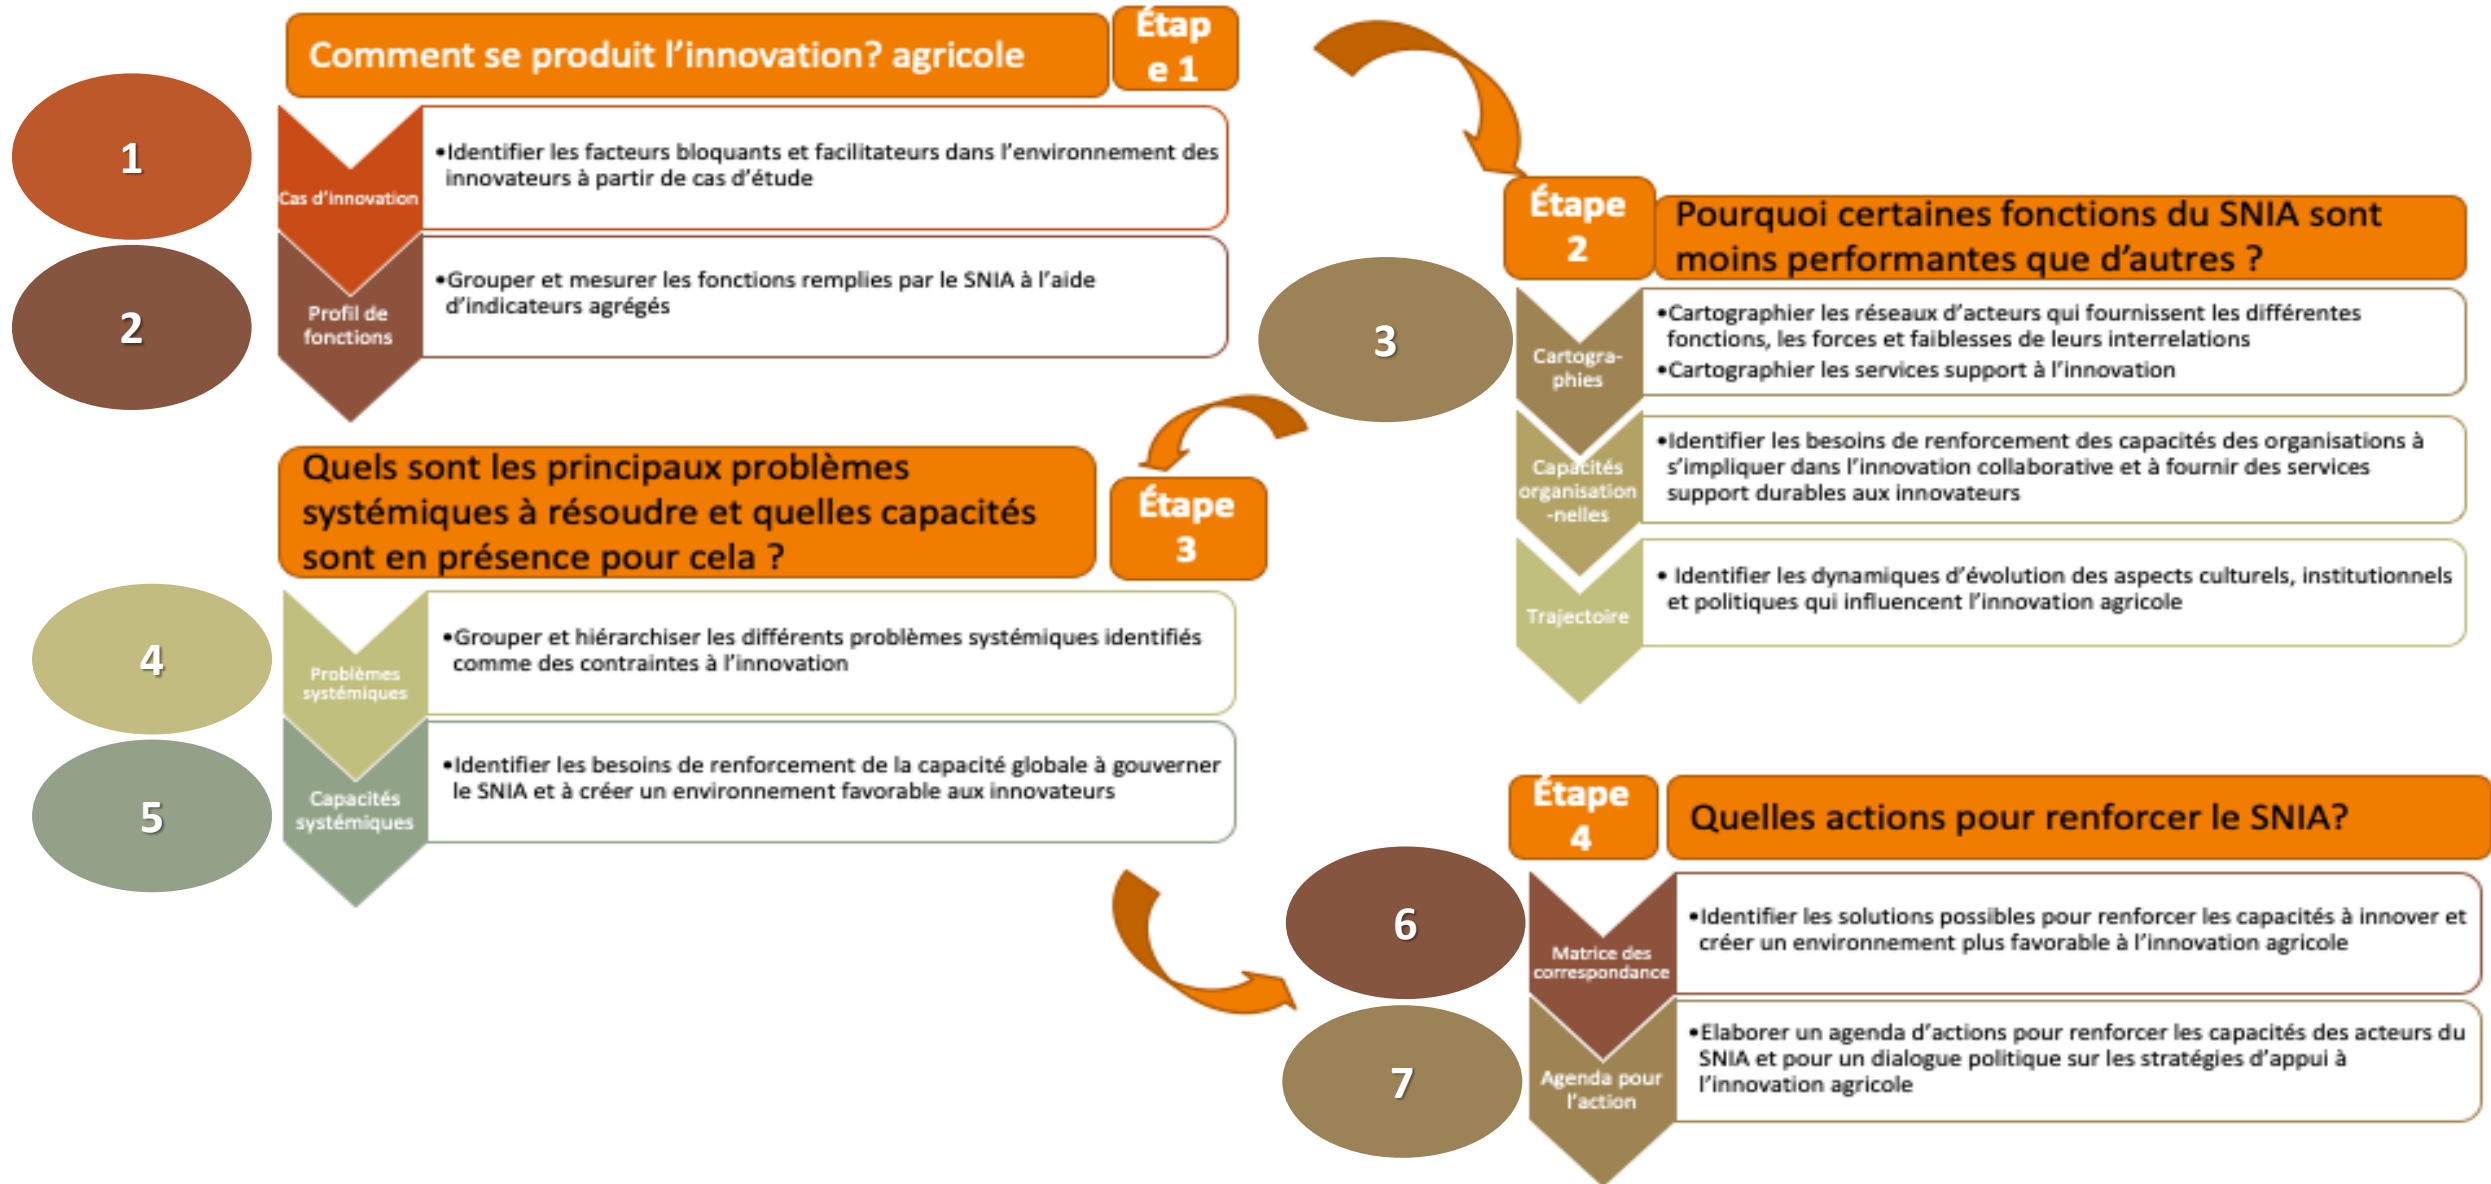 Comment se produit l'innovation? agricole
Étap
e 1
1
Cas d'innovation
•Identifier les facteurs bloquants et facilitateurs dans l'environnement des
innovateurs à partir de cas d'étude
2
Profil de
fonctions
•Grouper et mesurer les fonctions remplies par le SNIA à l'aide
d'indicateurs agrégés
Étape
2
Pourquoi certaines fonctions du SNIA sont
moins performantes que d'autres ?
3
Cartogra-
phies
•Cartographier les réseaux d'acteurs qui fournissent les différentes
fonctions, les forces et faiblesses de leurs interrelations
•Cartographier les services support à l'innovation
Capacités
organisation
-nelles
•Identifier les besoins de renforcement des capacités des organisations à
s'impliquer dans l'innovation collaborative et à fournir des services
support durables aux innovateurs
Trajectoire
• Identifier les dynamiques d'évolution des aspects culturels, institutionnels
et politiques qui influencent l'innovation agricole
Quels sont les principaux problèmes
systémiques à résoudre et quelles capacités
sont en présence pour cela ?
Étape
3
4
Problèmes
systémiques
•Grouper et hiérarchiser les différents problèmes systémiques identifiés
comme des contraintes à l'innovation
5
Capacités
systémiques
•Identifier les besoins de renforcement de la capacité globale à gouverner
le SNIA et à créer un environnement favorable aux innovateurs
Étape
4
Quelles actions pour renforcer le SNIA?
6
Matrice des
correspondance
•Identifier les solutions possibles pour renforcer les capacités à innover et
créer un environnement plus favorable à l'innovation agricole
7
Agenda pour
l'action
•Elaborer un agenda d'actions pour renforcer les capacités des acteurs du
SNIA et pour un dialogue politique sur les stratégies d'appui à
l'innovation agricole